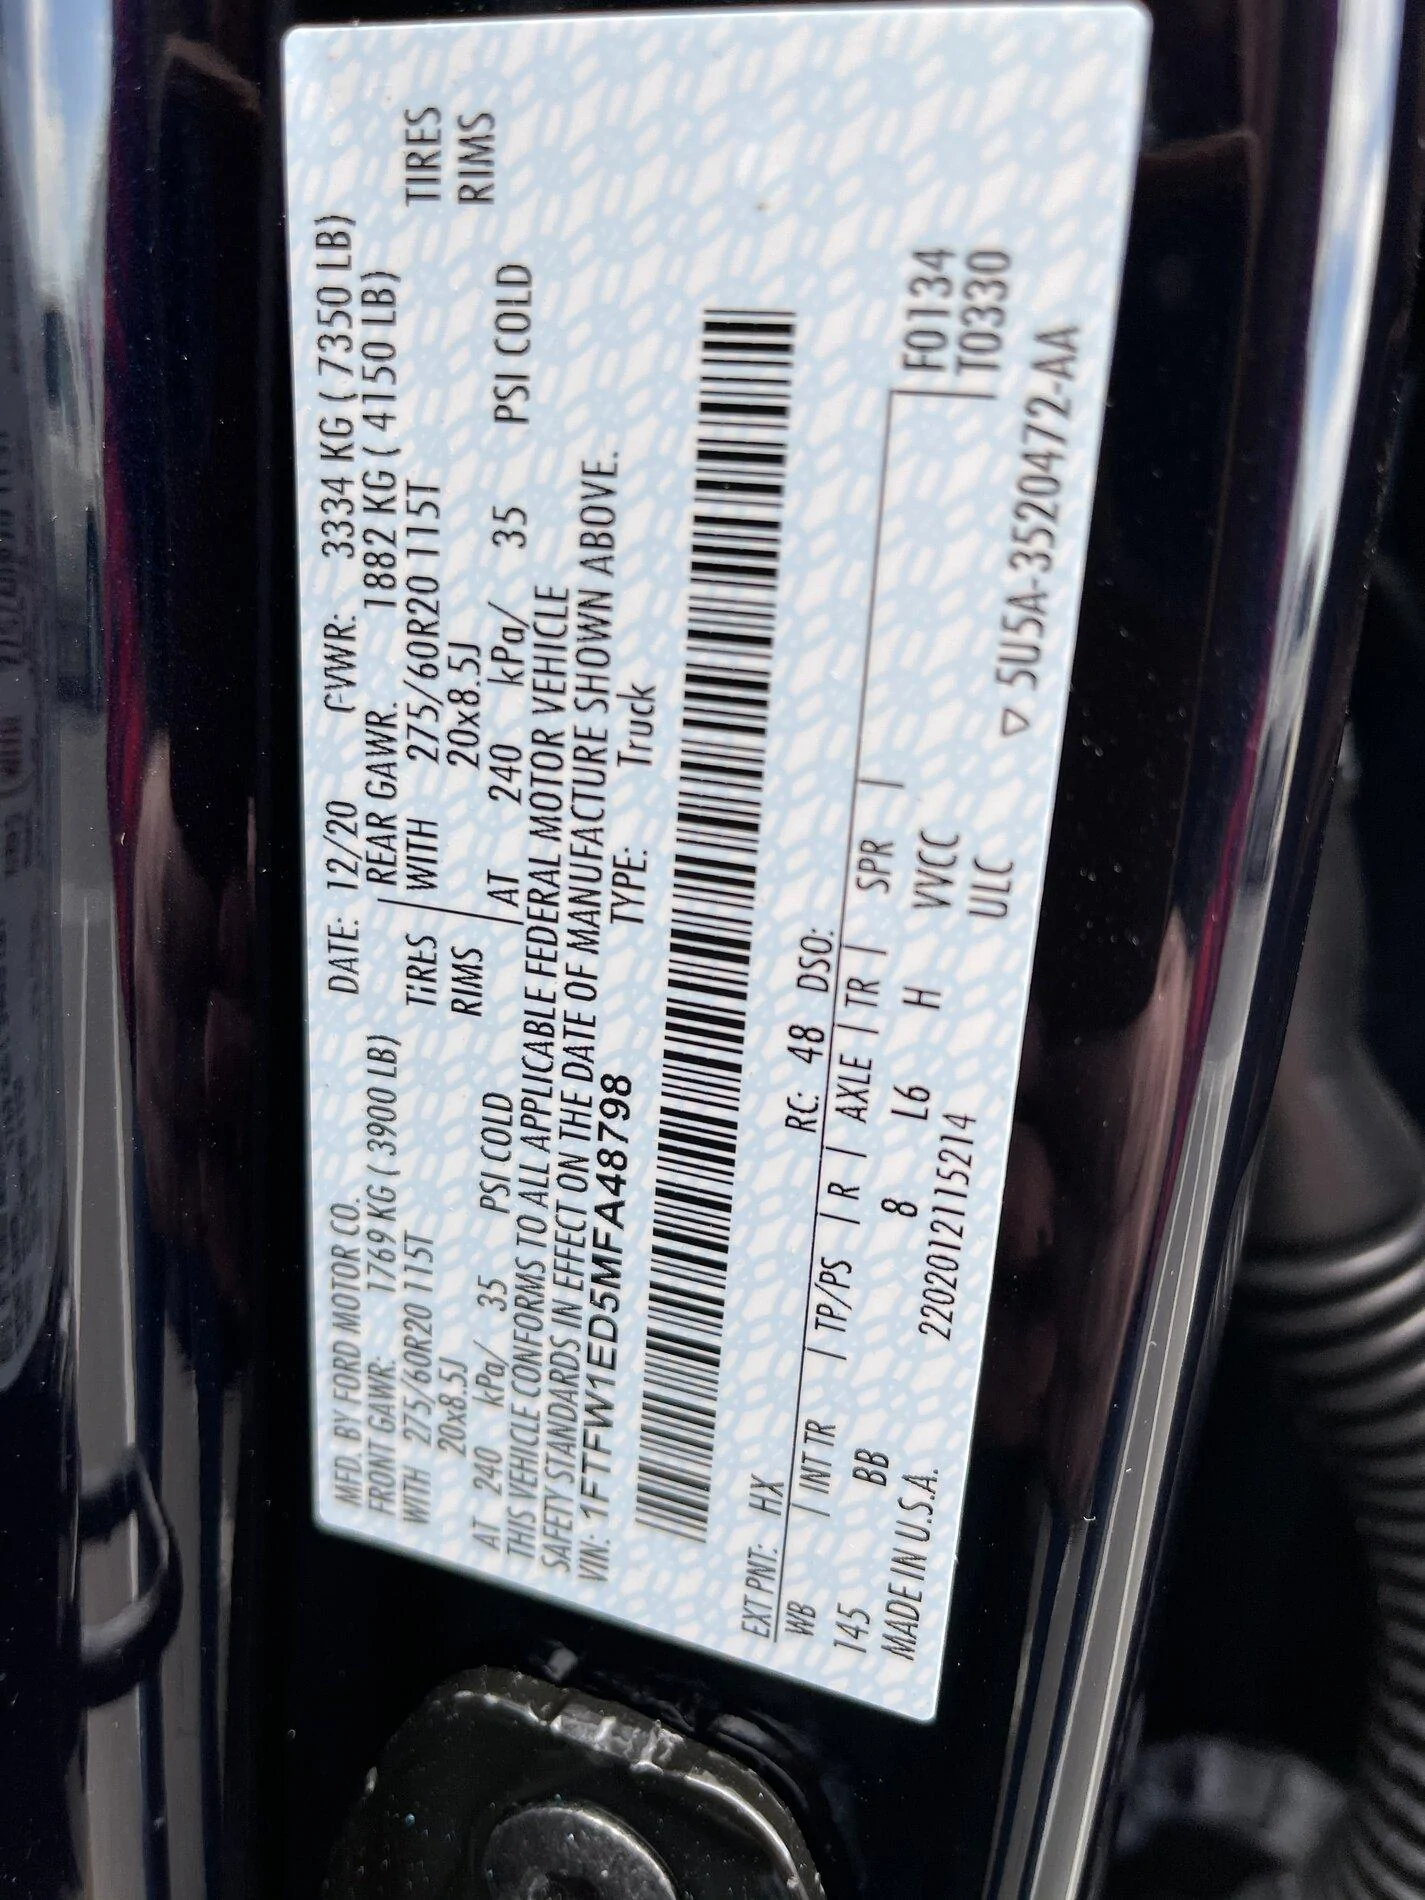 MFD. BY FORD MOTOR CO. DATE: 12/20 GVWR: 3334 KG ( 7350 LB)
FRONT GAWR: 1769 KG ( 3900 LB) REAR GAWR: 1882 KG ( 4150 LB)
WITH 275/60R20 115T TIRES WITH 275/60R20 115T TIRES
20x8.5J RIMS 20x8.5J RIMS
AT 240 kPa/ 35 PSI COLD AT 240 kPa/ 35 PSI COLD
THIS VEHICLE CONFORMS TO ALL APPLICABLE FEDERAL MOTOR VEHICLE
SAFETY STANDARDS IN EFFECT ON THE DATE OF MANUFACTURE SHOWN ABOVE.
VIN: 1FTFW1ED5MFA48798 TYPE: Truck
EXT PNT: HX RC: 48 DSO:
WB | INT TR | TP/PS | R | AXLE | TR | SPR |
145 BB 8 L6 H VVCC F0134
MADE IN U.S.A. 22020121115214 ULC T0330
▽ 5U5A-3520472-AA